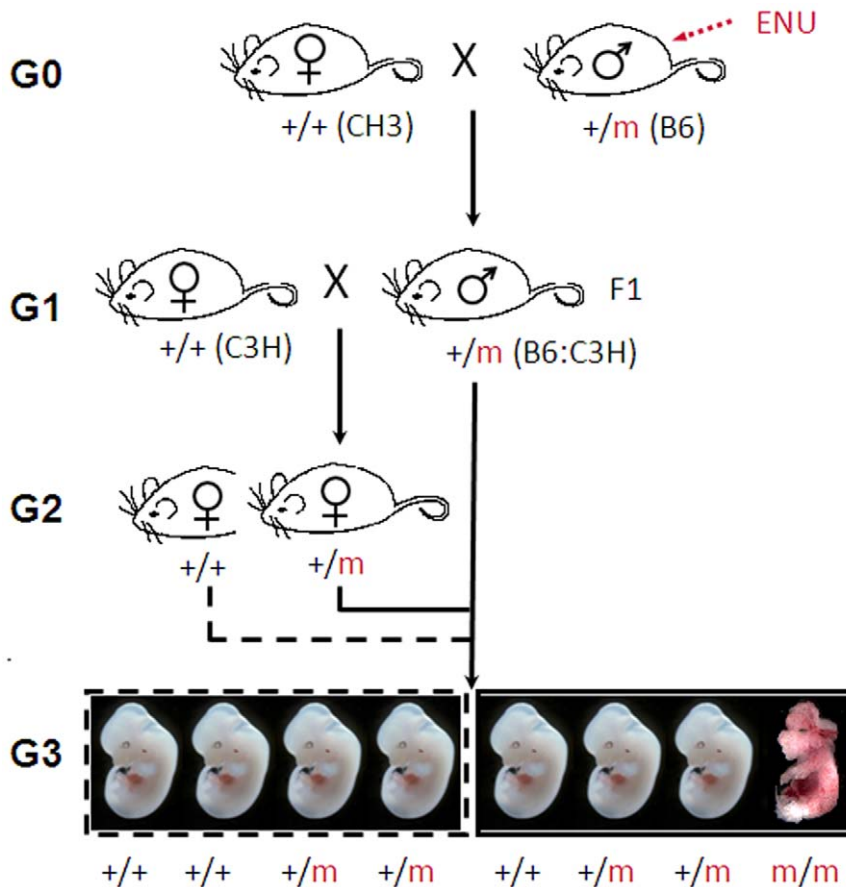 ENU
G0
♀ X ♂
+/+ (CH3) +/m (B6)
G1
♀ X ♂ F1
+/+ (C3H) +/m (B6:C3H)
G2
♀ ♀
+/+ +/m
G3
+/+ +/+ +/m +/m +/+ +/m +/m m/m